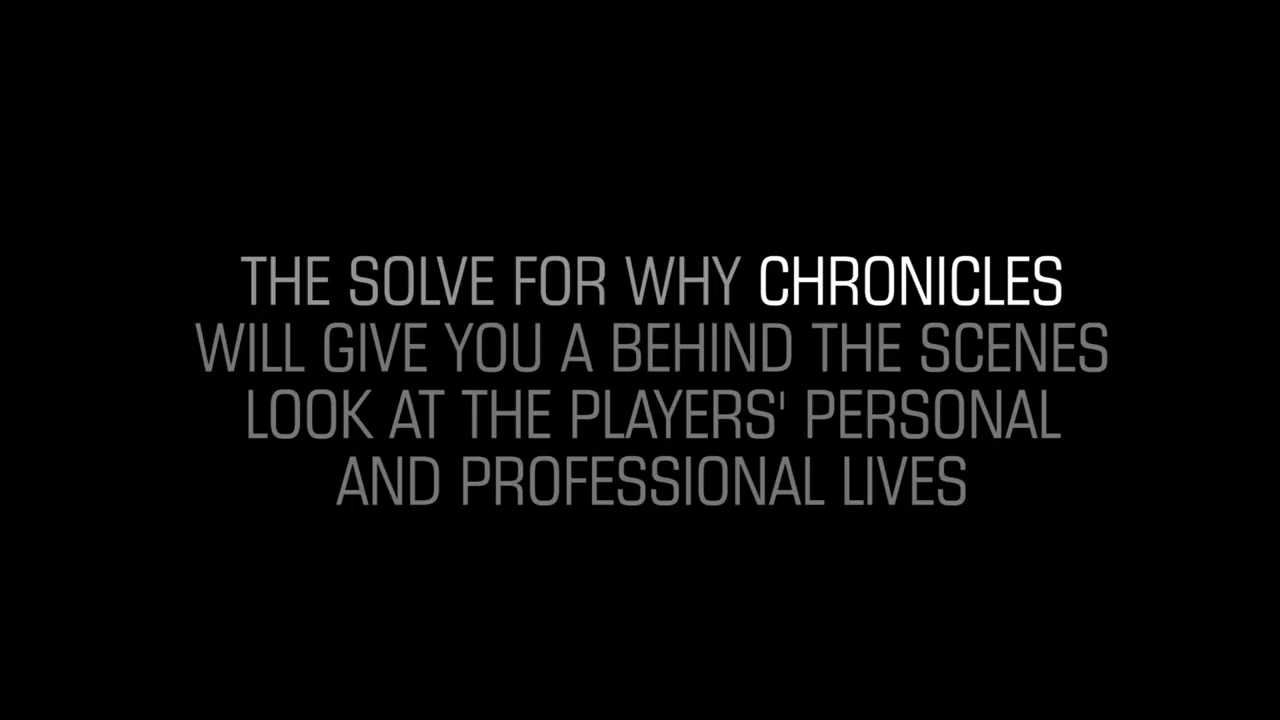 THE SOLVE FOR WHY CHRONICLES
WILL GIVE YOU A BEHIND THE SCENES
LOOK AT THE PLAYERS' PERSONAL
AND PROFESSIONAL LIVES